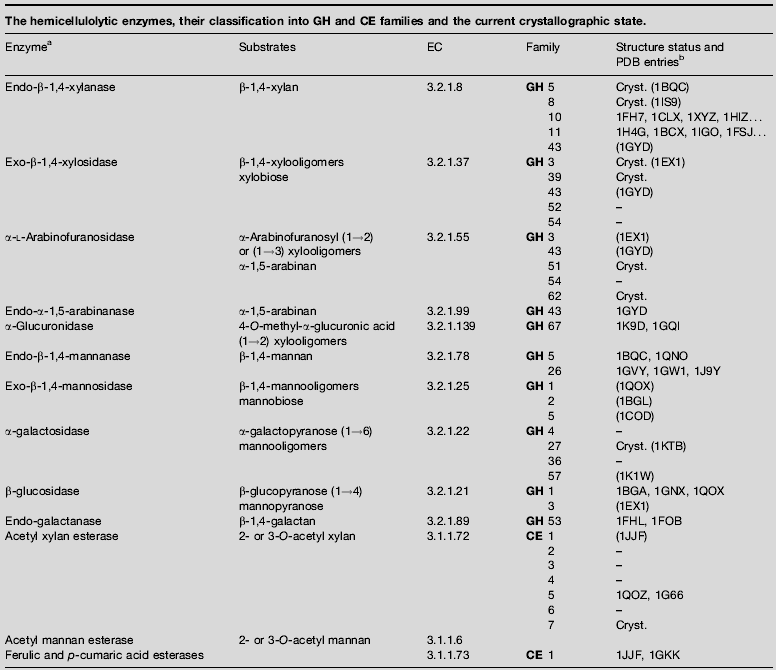 The hemicellulolytic enzymes, their classification into GH and CE families and the current crystallographic state.
Enzymeᵃ Substrates EC Family Structure status and
PDB entriesᵇ
Endo-β-1,4-xylanase β-1,4-xylan 3.2.1.8 GH 5 Cryst. (1BQC)
8 Cryst. (1IS9)
10 1FH7, 1CLX, 1XYZ, 1HIZ…
11 1H4G, 1BCX, 1IGO, 1FSJ…
43 (1GYD)
Exo-β-1,4-xylosidase β-1,4-xylooligomers 3.2.1.37 GH 3 Cryst. (1EX1)
xylobiose 39 Cryst.
43 (1GYD)
52 –
54 –
α-L-Arabinofuranosidase α-Arabinofuranosyl (1→2) 3.2.1.55 GH 3 (1EX1)
or (1→3) xylooligomers 43 (1GYD)
α-1,5-arabinan 51 Cryst.
54 –
62 Cryst.
Endo-α-1,5-arabinanase α-1,5-arabinan 3.2.1.99 GH 43 1GYD
α-Glucuronidase 4-O-methyl-α-glucuronic acid 3.2.1.139 GH 67 1K9D, 1GQI
(1→2) xylooligomers
Endo-β-1,4-mannanase β-1,4-mannan 3.2.1.78 GH 5 1BQC, 1QNO
26 1GVY, 1GW1, 1J9Y
Exo-β-1,4-mannosidase β-1,4-mannooligomers 3.2.1.25 GH 1 (1QOX)
mannobiose 2 (1BGL)
5 (1COD)
α-galactosidase α-galactopyranose (1→6) 3.2.1.22 GH 4 –
mannooligomers 27 Cryst. (1KTB)
36 –
57 (1K1W)
β-glucosidase β-glucopyranose (1→4) 3.2.1.21 GH 1 1BGA, 1GNX, 1QOX
mannopyranose 3 (1EX1)
Endo-galactanase β-1,4-galactan 3.2.1.89 GH 53 1FHL, 1FOB
Acetyl xylan esterase 2- or 3-O-acetyl xylan 3.1.1.72 CE 1 (1JJF)
2 –
3 –
4 –
5 1QOZ, 1G66
6 –
7 Cryst.
Acetyl mannan esterase 2- or 3-O-acetyl mannan 3.1.1.6
Ferulic and p-cumaric acid esterases 3.1.1.73 CE 1 1JJF, 1GKK